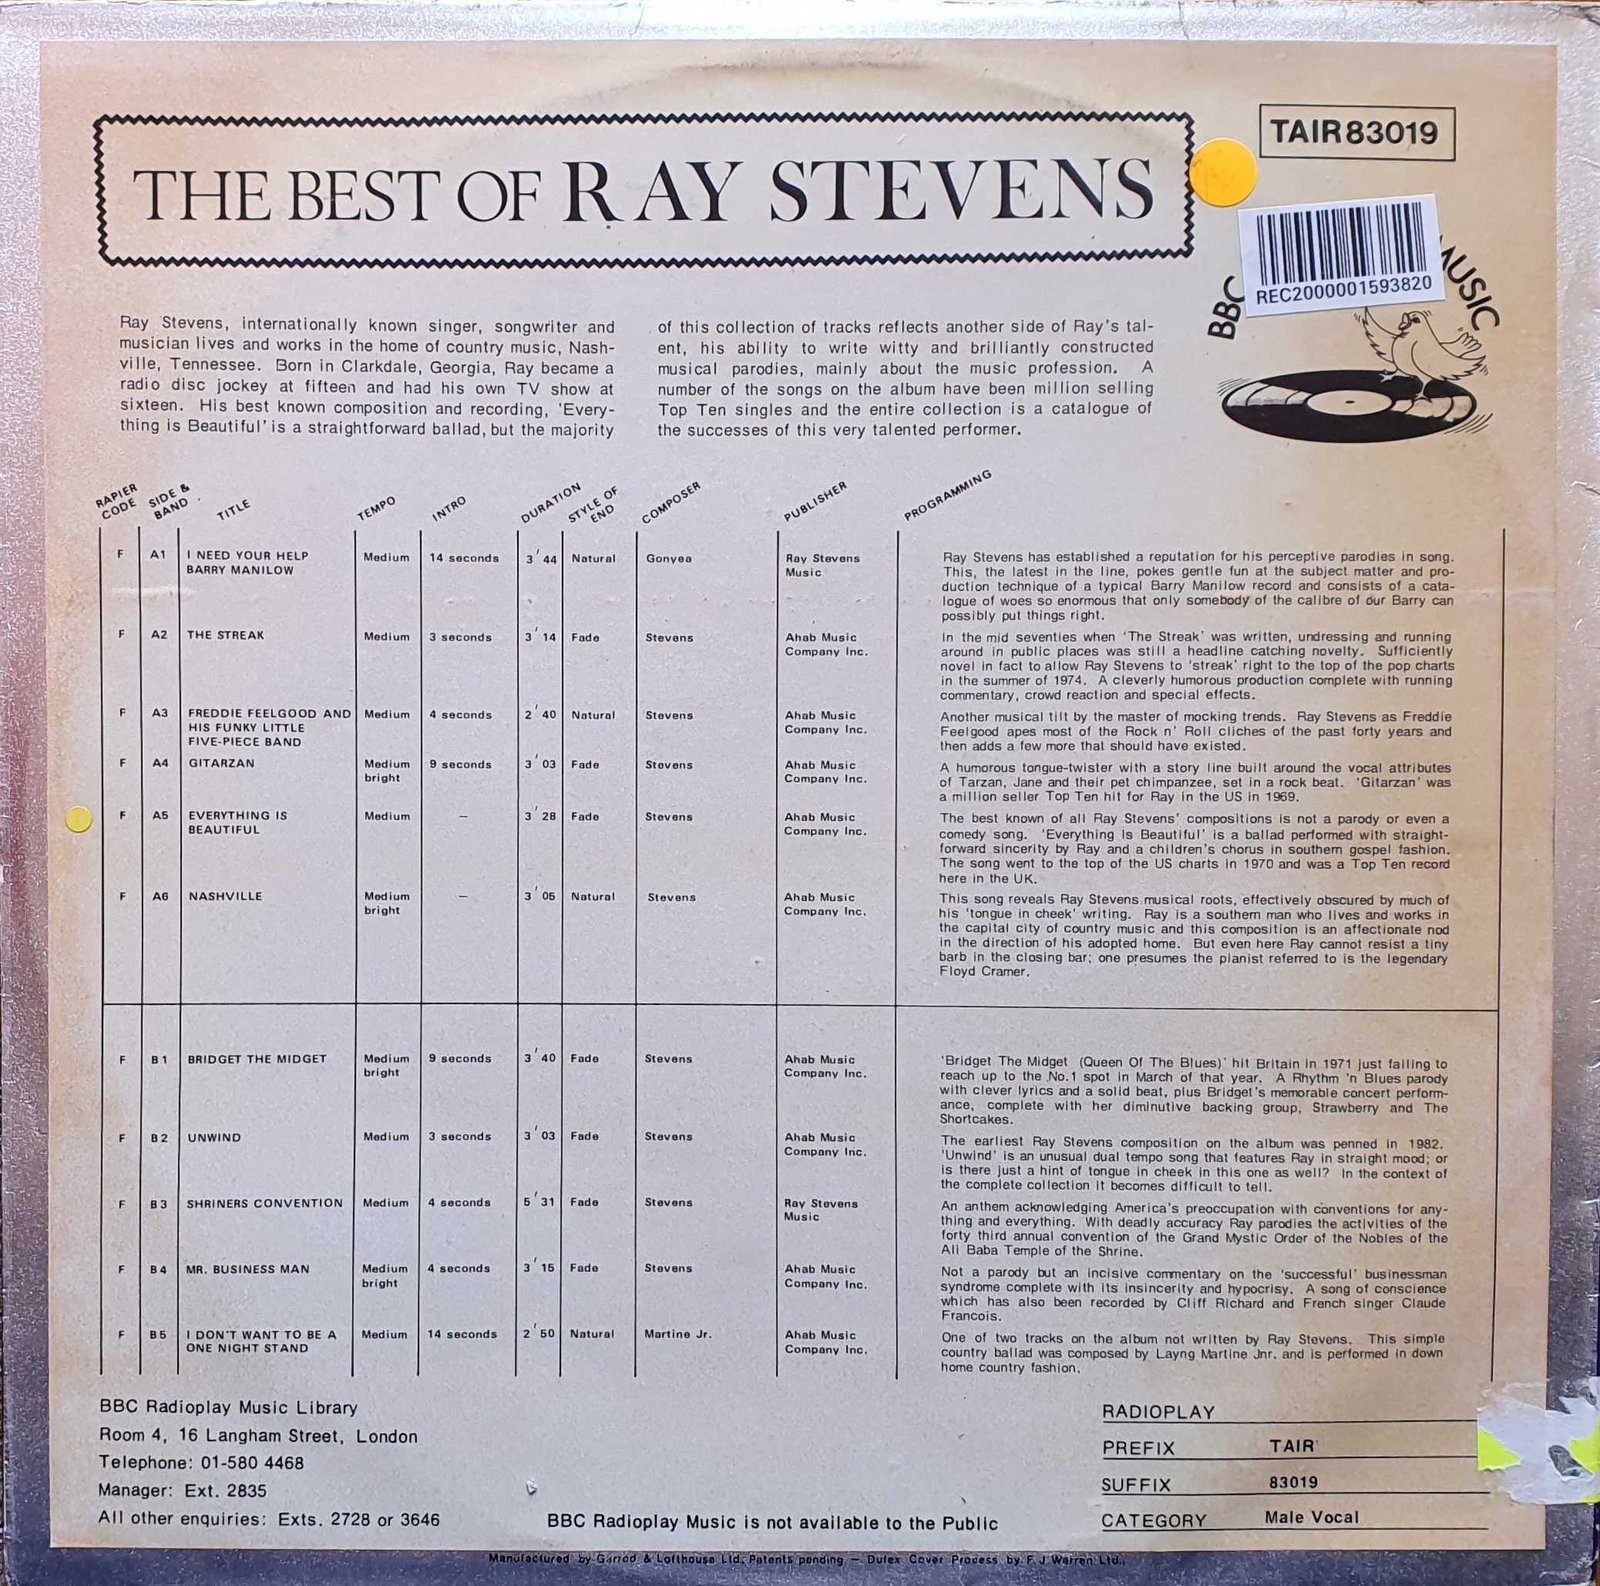 TAIR83019
THE BEST OF RAY STEVENS
REC2000001593820
BBC MUSIC
Ray Stevens, internationally known singer, songwriter and
musician lives and works in the home of country music, Nash-
ville, Tennessee. Born in Clarkdale, Georgia, Ray became a
radio disc jockey at fifteen and had his own TV show at
sixteen. His best known composition and recording, 'Every-
thing is Beautiful' is a straightforward ballad, but the majority
of this collection of tracks reflects another side of Ray's tal-
ent, his ability to write witty and brilliantly constructed
musical parodies, mainly about the music profession. A
number of the songs on the album have been million selling
Top Ten singles and the entire collection is a catalogue of
the successes of this very talented performer.
RAPIER CODE SIDE & BAND TITLE TEMPO INTRO DURATION STYLE OF END COMPOSER PUBLISHER PROGRAMMING
F A1 I NEED YOUR HELP Medium 14 seconds 3' 44 Natural Gonyea Ray Stevens
BARRY MANILOW Music
Ray Stevens has established a reputation for his perceptive parodies in song.
This, the latest in the line, pokes gentle fun at the subject matter and pro-
duction technique of a typical Barry Manilow record and consists of a cata-
logue of woes so enormous that only somebody of the calibre of our Barry can
possibly put things right.
F A2 THE STREAK Medium 3 seconds 3' 14 Fade Stevens Ahab Music
Company Inc.
In the mid seventies when 'The Streak' was written, undressing and running
around in public places was still a headline catching novelty. Sufficiently
novel in fact to allow Ray Stevens to 'streak' right to the top of the pop charts
in the summer of 1974. A cleverly humorous production complete with running
commentary, crowd reaction and special effects.
F A3 FREDDIE FEELGOOD AND Medium 4 seconds 2' 40 Natural Stevens Ahab Music
HIS FUNKY LITTLE Company Inc.
FIVE-PIECE BAND
Another musical tilt by the master of mocking trends. Ray Stevens as Freddie
Feelgood apes most of the Rock n' Roll cliches of the past forty years and
then adds a few more that should have existed.
F A4 GITARZAN Medium 9 seconds 3' 03 Fade Stevens Ahab Music
bright Company Inc.
A humorous tongue-twister with a story line built around the vocal attributes
of Tarzan, Jane and their pet chimpanzee, set in a rock beat. 'Gitarzan' was
a million seller Top Ten hit for Ray in the US in 1969.
F A5 EVERYTHING IS Medium – 3' 28 Fade Stevens Ahab Music
BEAUTIFUL Company Inc.
The best known of all Ray Stevens' compositions is not a parody or even a
comedy song. 'Everything Is Beautiful' is a ballad performed with straight-
forward sincerity by Ray and a children's chorus in southern gospel fashion.
The song went to the top of the US charts in 1970 and was a Top Ten record
here in the UK.
F A6 NASHVILLE Medium – 3' 05 Natural Stevens Ahab Music
bright Company Inc.
This song reveals Ray Stevens musical roots, effectively obscured by much of
his 'tongue in cheek' writing. Ray is a southern man who lives and works in
the capital city of country music and this composition is an affectionate nod
in the direction of his adopted home. But even here Ray cannot resist a tiny
barb in the closing bar; one presumes the pianist referred to is the legendary
Floyd Cramer.
F B1 BRIDGET THE MIDGET Medium 9 seconds 3' 40 Fade Stevens Ahab Music
bright Company Inc.
'Bridget The Midget (Queen Of The Blues)' hit Britain in 1971 just failing to
reach up to the No.1 spot in March of that year. A Rhythm 'n Blues parody
with clever lyrics and a solid beat, plus Bridget's memorable concert perform-
ance, complete with her diminutive backing group, Strawberry and The
Shortcakes.
F B2 UNWIND Medium 3 seconds 3' 03 Fade Stevens Ahab Music
Company Inc.
The earliest Ray Stevens composition on the album was penned in 1982.
'Unwind' is an unusual dual tempo song that features Ray in straight mood; or
is there just a hint of tongue in cheek in this one as well? In the context of
the complete collection it becomes difficult to tell.
F B3 SHRINERS CONVENTION Medium 4 seconds 5' 31 Fade Stevens Ray Stevens
Music
An anthem acknowledging America's preoccupation with conventions for any-
thing and everything. With deadly accuracy Ray parodies the activities of the
forty third annual convention of the Grand Mystic Order of the Nobles of the
Ali Baba Temple of the Shrine.
F B4 MR. BUSINESS MAN Medium 4 seconds 3' 15 Fade Stevens Ahab Music
bright Company Inc.
Not a parody but an incisive commentary on the 'successful' businessman
syndrome complete with its insincerity and hypocrisy. A song of conscience
which has also been recorded by Cliff Richard and French singer Claude
Francois.
F B5 I DON'T WANT TO BE A Medium 14 seconds 2' 50 Natural Martine Jr. Ahab Music
ONE NIGHT STAND Company Inc.
One of two tracks on the album not written by Ray Stevens. This simple
country ballad was composed by Layng Martine Jnr. and is performed in down
home country fashion.
BBC Radioplay Music Library
Room 4, 16 Langham Street, London
Telephone: 01-580 4468
Manager: Ext. 2835
All other enquiries: Exts. 2728 or 3646
BBC Radioplay Music is not available to the Public
RADIOPLAY
PREFIX TAIR
SUFFIX 83019
CATEGORY Male Vocal
Manufactured by Garrod & Lofthouse Ltd. Patents pending – Dufex Cover Process by F. J Warren Ltd.